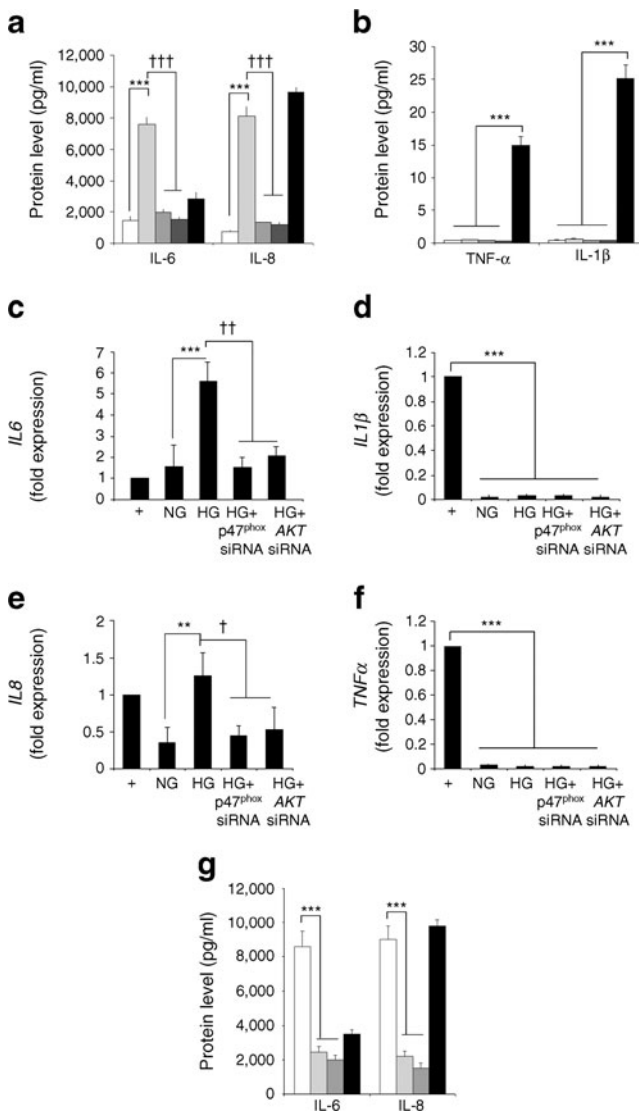 a
Protein level (pg/ml)
12,000
10,000
8,000
6,000
4,000
2,000
0
***
†††
***
†††
IL-6
IL-8
b
Protein level (pg/ml)
30
25
20
15
10
5
0
***
***
TNF-α
IL-1β
c
IL6
(fold expression)
7
6
5
4
3
2
1
0
***
††
+
NG
HG
HG+
p47phox
siRNA
HG+
AKT
siRNA
d
IL1β
(fold expression)
1.2
1
0.8
0.6
0.4
0.2
0
***
+
NG
HG
HG+
p47phox
siRNA
HG+
AKT
siRNA
e
IL8
(fold expression)
2
1.5
1
0.5
0
**
†
+
NG
HG
HG+
p47phox
siRNA
HG+
AKT
siRNA
f
TNFα
(fold expression)
1.2
1
0.8
0.6
0.4
0.2
0
***
+
NG
HG
HG+
p47phox
siRNA
HG+
AKT
siRNA
g
Protein level (pg/ml)
12,000
10,000
8,000
6,000
4,000
2,000
0
***
***
IL-6
IL-8